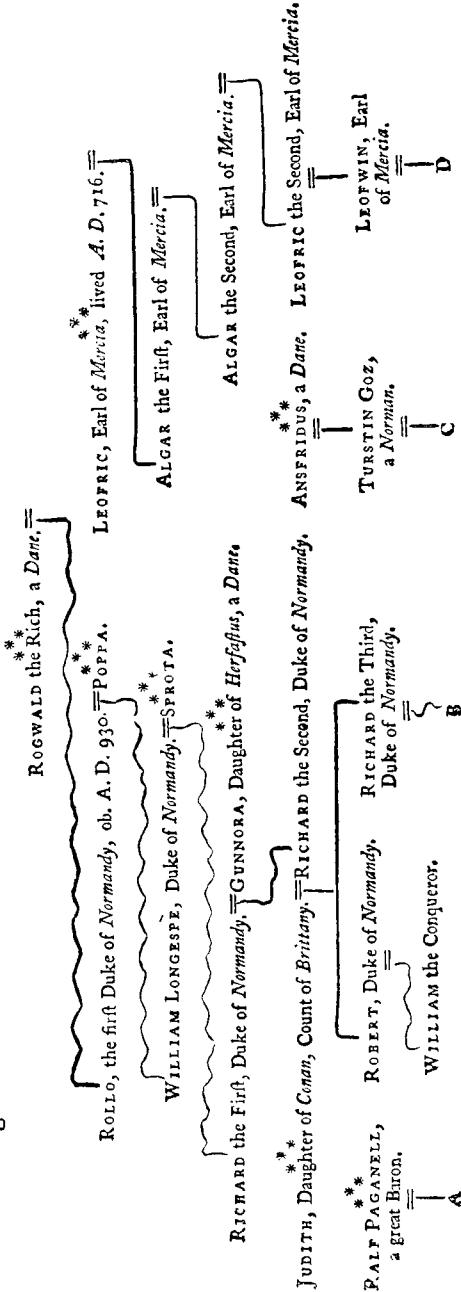 ROGWALD the Rich, a Dane.
ROLLO, the firſt Duke of Normandy, ob. A. D. 930. POPPA.
LEOFRIC, Earl of Mercia, lived A. D. 716.
WILLIAM LONGESPE, Duke of Normandy. SPROTA.
ALGAR the Firſt, Earl of Mercia.
RICHARD the Firſt, Duke of Normandy. GUNNORA, Daughter of Herfaſtus, a Dane.
ALGAR the Second, Earl of Mercia.
JUDITH, Daughter of Conan, Count of Brittany. RICHARD the Second, Duke of Normandy.
ANSFRIDUS, a Dane.
LEOFRIC the Second, Earl of Mercia.
RALF PAGANELL,
a great Baron.
A
ROBERT, Duke of Normandy.
WILLIAM the Conqueror.
RICHARD the Third,
Duke of Normandy.
B
TURSTIN GOZ,
a Norman.
C
LEOFWIN, Earl
of Mercia.
D